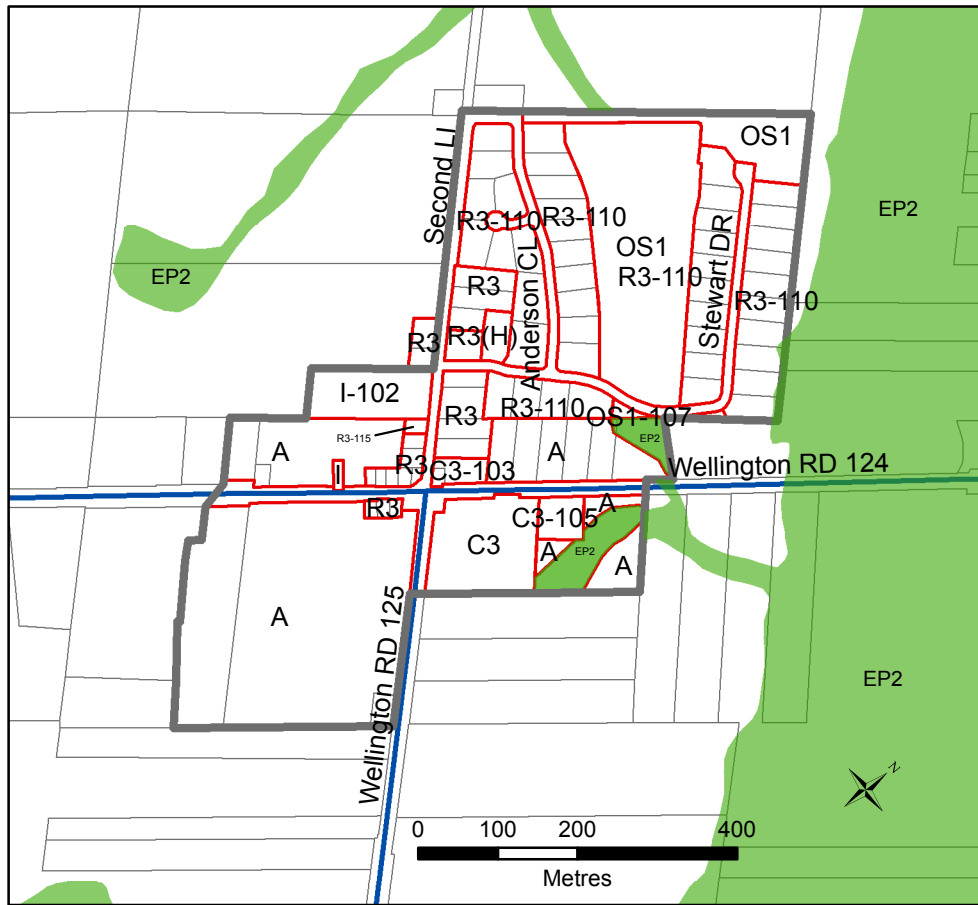 OS1
Second LI
EP2
R3-110
R3-110
OS1
EP2
R3-110
Stewart DR
R3-110
R3
Anderson CL
R3
R3(H)
I-102
R3-110
R3
OS1-107
R3-115
EP2
A
R3
C3-103
A
Wellington RD 124
I
R3
C3-105
A
C3
A
EP2
A
A
Wellington RD 125
EP2
N
0 100 200 400
Metres